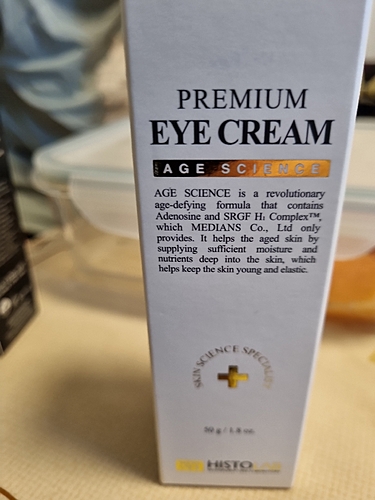 PREMIUM
EYE CREAM
AGE SCIENCE
AGE SCIENCE is a revolutionary
age-defying formula that contains
Adenosine and SRGF H₁ Complex™,
which MEDIANS Co., Ltd only
provides. It helps the aged skin by
supplying sufficient moisture and
nutrients deep into the skin, which
helps keep the skin young and elastic.
SKIN SCIENCE SPECIALIST
50 g / 1.8 oz.
HISTOLAB